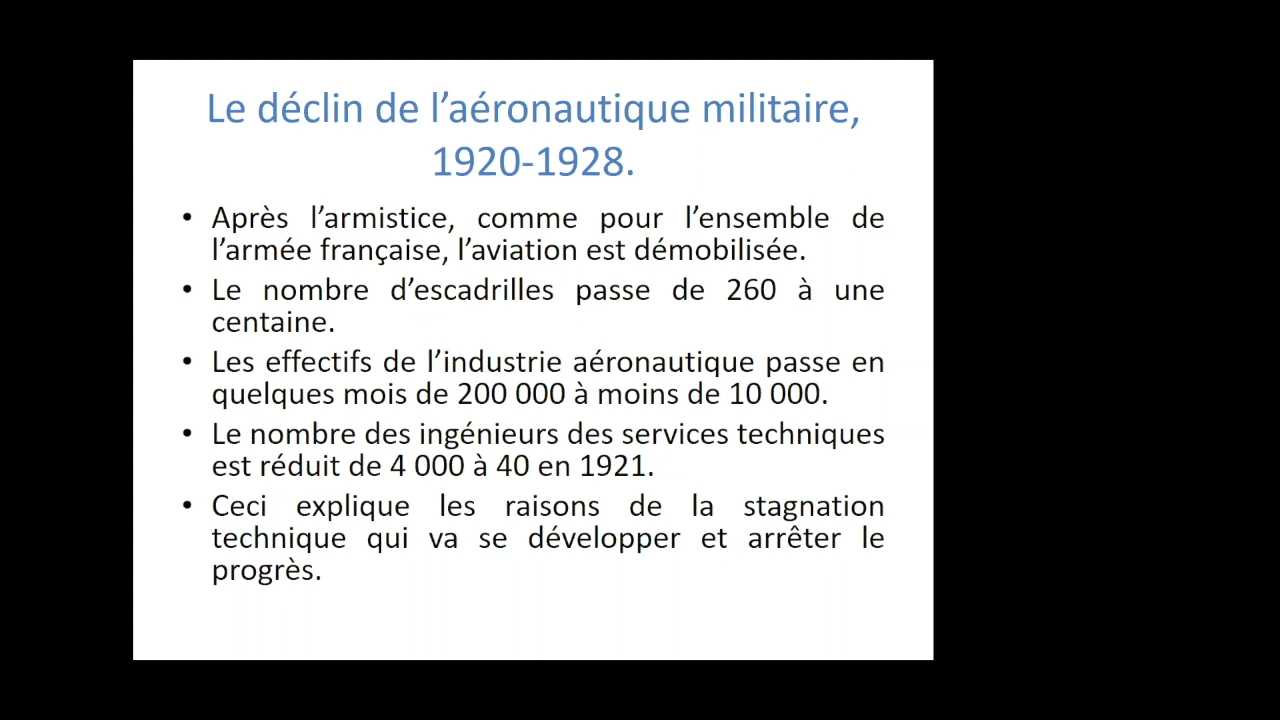 Le déclin de l’aéronautique militaire,
1920-1928.
• Après l’armistice, comme pour l’ensemble de
l’armée française, l’aviation est démobilisée.
• Le nombre d’escadrilles passe de 260 à une
centaine.
• Les effectifs de l’industrie aéronautique passe en
quelques mois de 200 000 à moins de 10 000.
• Le nombre des ingénieurs des services techniques
est réduit de 4 000 à 40 en 1921.
• Ceci explique les raisons de la stagnation
technique qui va se développer et arrêter le
progrès.